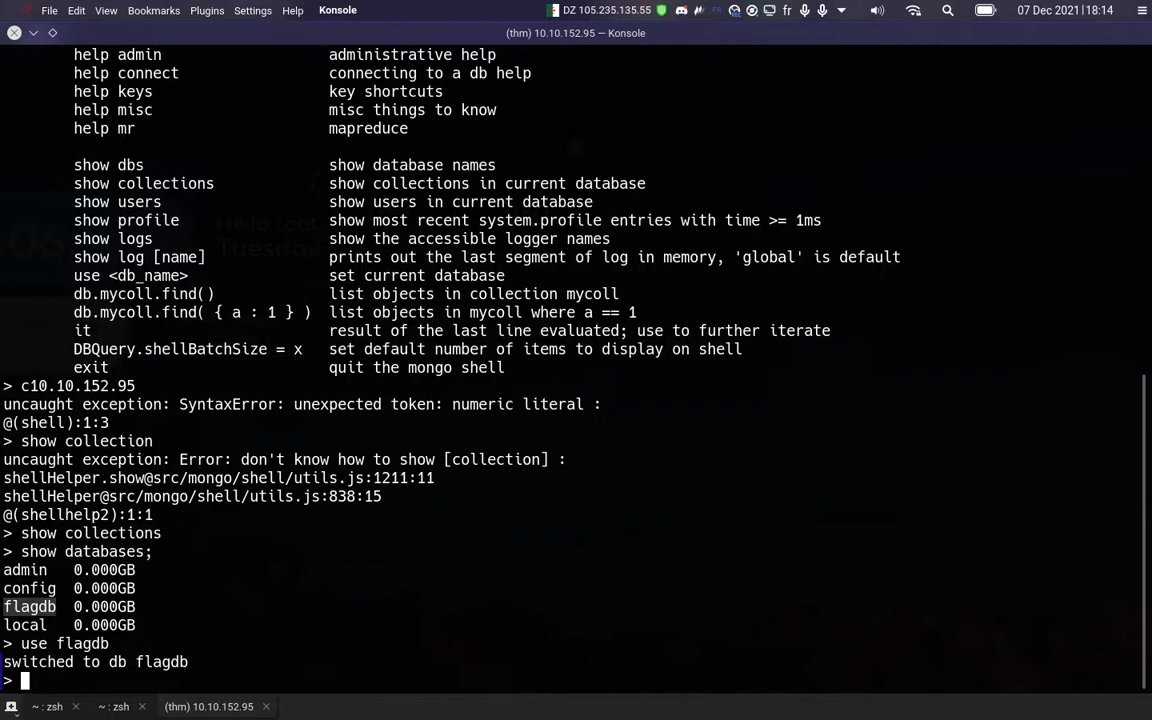 File Edit View Bookmarks Plugins Settings Help Konsole DZ 105.235.135.55 fr 07 Dec 2021|18:14
(thm) 10.10.152.95 — Konsole
help admin administrative help
help connect connecting to a db help
help keys key shortcuts
help misc misc things to know
help mr mapreduce
show dbs show database names
show collections show collections in current database
show users show users in current database
show profile show most recent system.profile entries with time >= 1ms
show logs show the accessible logger names
show log [name] prints out the last segment of log in memory, 'global' is default
use <db_name> set current database
db.mycoll.find() list objects in collection mycoll
db.mycoll.find( { a : 1 } ) list objects in mycoll where a == 1
it result of the last line evaluated; use to further iterate
DBQuery.shellBatchSize = x set default number of items to display on shell
exit quit the mongo shell
> c10.10.152.95
uncaught exception: SyntaxError: unexpected token: numeric literal :
@(shell):1:3
> show collection
uncaught exception: Error: don't know how to show [collection] :
shellHelper.show@src/mongo/shell/utils.js:1211:11
shellHelper@src/mongo/shell/utils.js:838:15
@(shellhelp2):1:1
> show collections
> show databases;
admin 0.000GB
config 0.000GB
flagdb 0.000GB
local 0.000GB
> use flagdb
switched to db flagdb
>
~ : zsh ~ : zsh (thm) 10.10.152.95